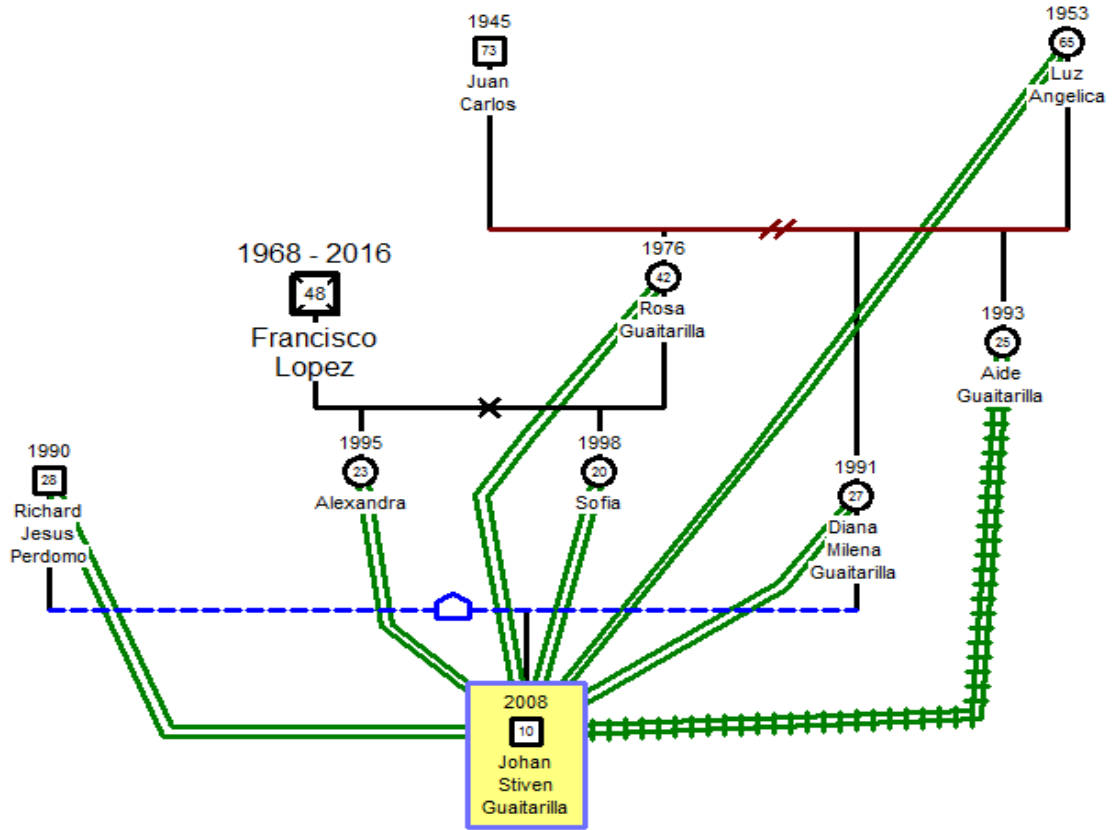 1945
73
Juan
Carlos
1953
65
Luz
Angelica
1968 - 2016
48
Francisco
Lopez
1976
42
Rosa
Guaitarilla
1993
25
Aide
Guaitarilla
1990
28
Richard
Jesus
Perdomo
1995
23
Alexandra
1998
20
Sofia
1991
27
Diana
Milena
Guaitarilla
2008
10
Johan
Stiven
Guaitarilla